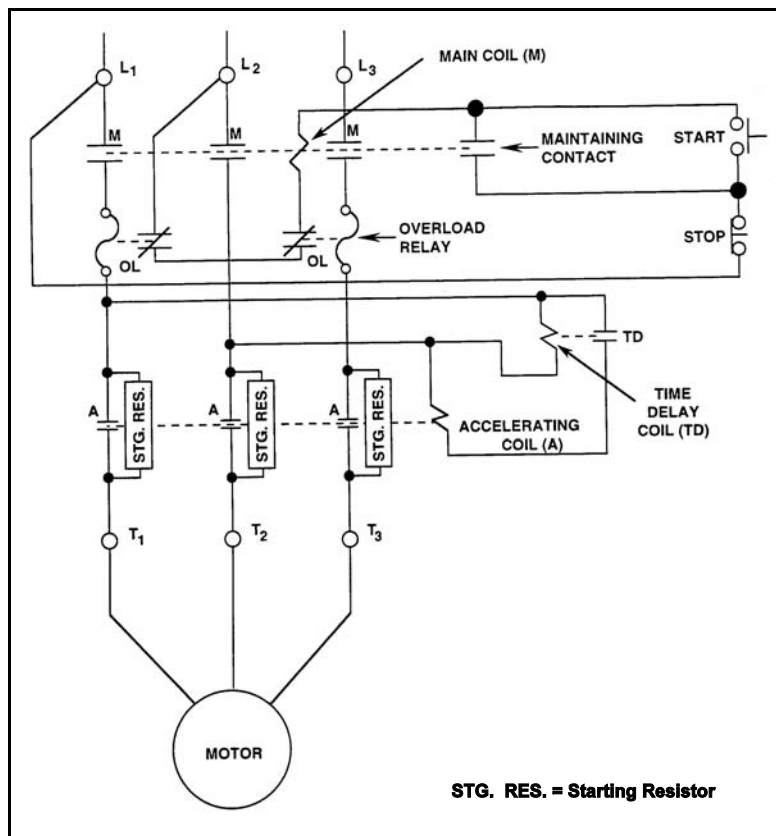 MAIN COIL (M)
L1
L2
L3
M
M
M
MAINTAINING
CONTACT
START
OVERLOAD
RELAY
STOP
OL
OL
TD
TIME
DELAY
COIL (TD)
A
STG. RES.
A
STG. RES.
A
STG. RES.
ACCELERATING
COIL (A)
T1
T2
T3
MOTOR
STG. RES. = Starting Resistor